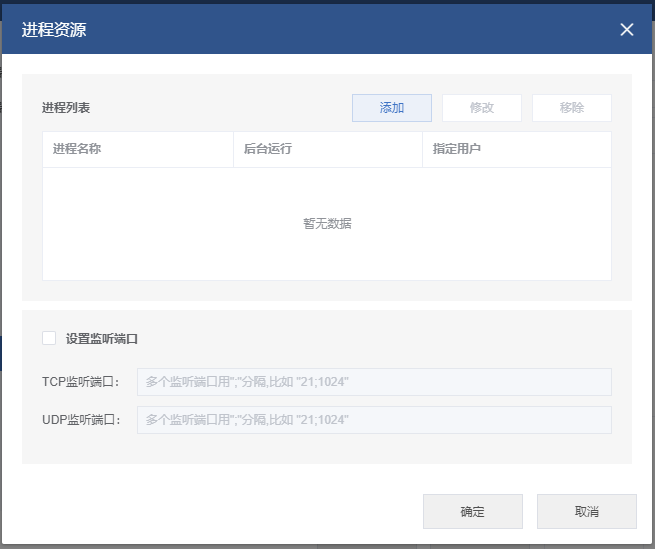 进程资源
进程列表 添加 修改 移除
进程名称 后台运行 指定用户
暂无数据
设置监听端口
TCP监听端口： 多个监听端口用";"分隔,比如 "21;1024"
UDP监听端口： 多个监听端口用";"分隔,比如 "21;1024"
确定 取消